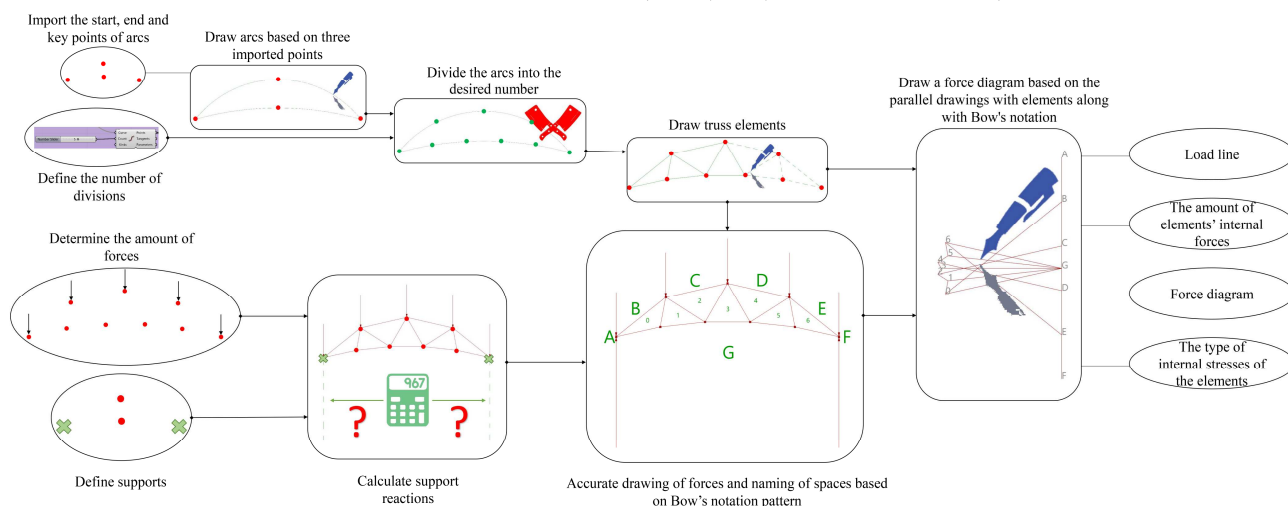 Import the start, end and
key points of arcs
Draw arcs based on three
imported points
Divide the arcs into the
desired number
Draw a force diagram based on the
parallel drawings with elements along
with Bow's notation
Define the number of
divisions
Draw truss elements
Load line
The amount of
elements' internal
forces
Force diagram
The type of
internal stresses of
the elements
Determine the amount of
forces
Define supports
967
? ?
Calculate support
reactions
A B C D E F
G
0 1 2 3 4 5 6
Accurate drawing of forces and naming of spaces based
on Bow's notation pattern
A
B
C
G
D
E
F
6
5
4
1